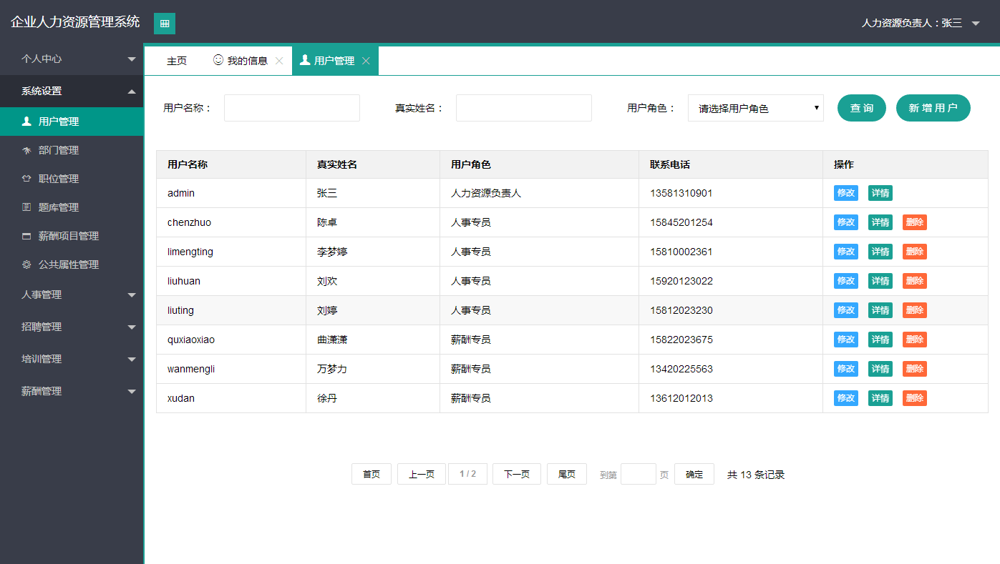 企业人力资源管理系统
人力资源负责人：张三
个人中心
系统设置
用户管理
部门管理
职位管理
题库管理
薪酬项目管理
公共属性管理
人事管理
招聘管理
培训管理
薪酬管理
主页 我的信息 用户管理
用户名称： 真实姓名： 用户角色： 请选择用户角色 查 询 新 增 用 户
用户名称 真实姓名 用户角色 联系电话 操作
admin 张三 人力资源负责人 13581310901 修改 详情
chenzhuo 陈卓 人事专员 15845201254 修改 详情 删除
limengting 李梦婷 人事专员 15810002361 修改 详情 删除
liuhuan 刘欢 人事专员 15920123022 修改 详情 删除
liuting 刘婷 人事专员 15812023230 修改 详情 删除
quxiaoxiao 曲潇潇 薪酬专员 15822023675 修改 详情 删除
wanmengli 万梦力 薪酬专员 13420225563 修改 详情 删除
xudan 徐丹 薪酬专员 13612012013 修改 详情 删除
首页 上一页 1 / 2 下一页 尾页 到第 页 确定 共 13 条记录